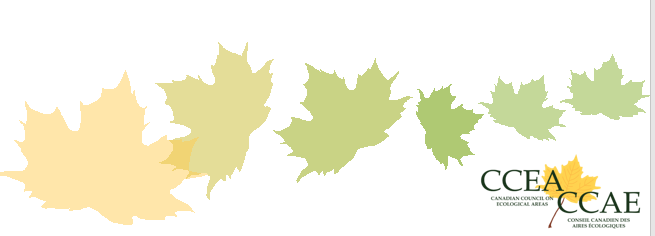 CCEA
CANADIAN COUNCIL ON
ECOLOGICAL AREAS
CCAE
CONSEIL CANADIEN DES
AIRES ÉCOLOGIQUES